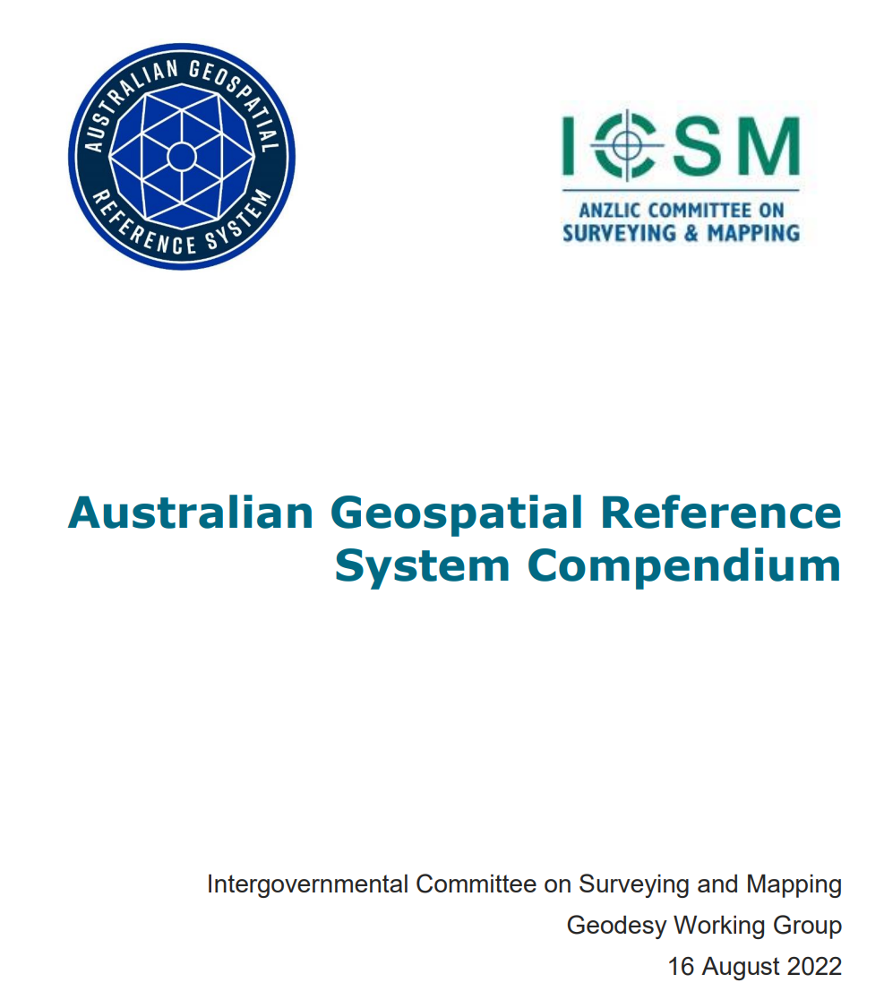 AUSTRALIAN GEOSPATIAL
REFERENCE SYSTEM
ICSM
ANZLIC COMMITTEE ON
SURVEYING & MAPPING
Australian Geospatial Reference
System Compendium
Intergovernmental Committee on Surveying and Mapping
Geodesy Working Group
16 August 2022